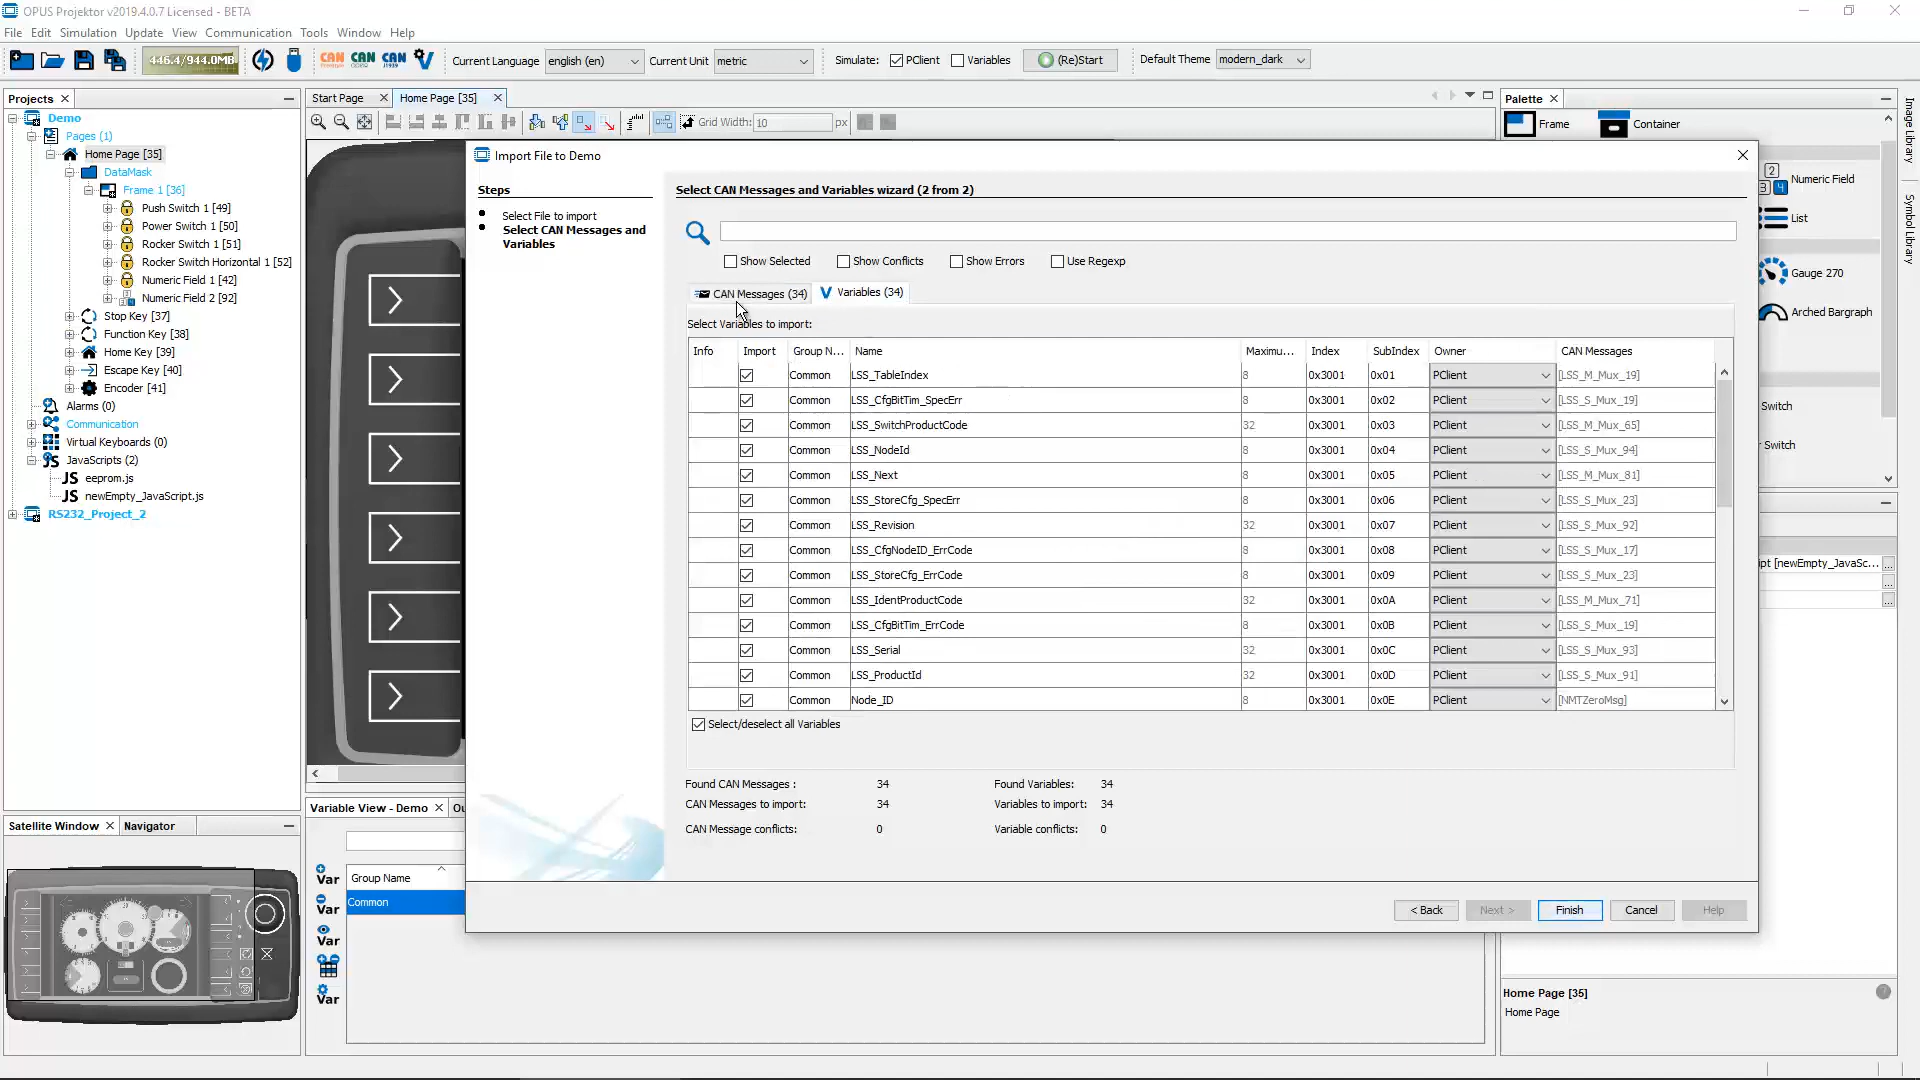 OPUS Projektor v2019.4.0.7 Licensed - BETA
File Edit Simulation Update View Communication Tools Window Help
446.4/944.0MB CAN CAN CAN Current Language english (en) Current Unit metric Simulate: PClient Variables (Re)Start Default Theme modern_dark
Projects
Demo
Pages (1)
Home Page [35]
DataMask
Frame 1 [36]
Push Switch 1 [49]
Power Switch 1 [50]
Rocker Switch 1 [51]
Rocker Switch Horizontal 1 [52]
Numeric Field 1 [42]
Numeric Field 2 [92]
Stop Key [37]
Function Key [38]
Home Key [39]
Escape Key [40]
Encoder [41]
Alarms (0)
Communication
Virtual Keyboards (0)
JavaScripts (2)
JS eeprom.js
JS newEmpty_JavaScript.js
RS232_Project_2
Satellite Window Navigator
Start Page Home Page [35]
Grid Width: 10 px
Import File to Demo
Steps
Select File to import
Select CAN Messages and
Variables
Select CAN Messages and Variables wizard (2 from 2)
Show Selected Show Conflicts Show Errors Use Regexp
CAN Messages (34) Variables (34)
Select Variables to import:
Info Import Group N... Name Maximu... Index SubIndex Owner CAN Messages
Common LSS_TableIndex 8 0x3001 0x01 PClient [LSS_M_Mux_19]
Common LSS_CfgBitTim_SpecErr 8 0x3001 0x02 PClient [LSS_S_Mux_19]
Common LSS_SwitchProductCode 32 0x3001 0x03 PClient [LSS_M_Mux_65]
Common LSS_NodeId 8 0x3001 0x04 PClient [LSS_S_Mux_94]
Common LSS_Next 8 0x3001 0x05 PClient [LSS_M_Mux_81]
Common LSS_StoreCfg_SpecErr 8 0x3001 0x06 PClient [LSS_S_Mux_23]
Common LSS_Revision 32 0x3001 0x07 PClient [LSS_S_Mux_92]
Common LSS_CfgNodeID_ErrCode 8 0x3001 0x08 PClient [LSS_S_Mux_17]
Common LSS_StoreCfg_ErrCode 8 0x3001 0x09 PClient [LSS_S_Mux_23]
Common LSS_IdentProductCode 32 0x3001 0x0A PClient [LSS_M_Mux_71]
Common LSS_CfgBitTim_ErrCode 8 0x3001 0x0B PClient [LSS_S_Mux_19]
Common LSS_Serial 32 0x3001 0x0C PClient [LSS_S_Mux_93]
Common LSS_ProductId 32 0x3001 0x0D PClient [LSS_S_Mux_91]
Common Node_ID 8 0x3001 0x0E PClient [NMTZeroMsg]
Select/deselect all Variables
Found CAN Messages : 34 Found Variables: 34
CAN Messages to import: 34 Variables to import: 34
CAN Message conflicts: 0 Variable conflicts: 0
< Back Next > Finish Cancel Help
Variable View - Demo Ou
Var
Var
Var
Var
Group Name
Common
Palette
Frame Container
Numeric Field
List
Gauge 270
Arched Bargraph
Switch
Switch
ipt [newEmpty_JavaSc...
Home Page [35]
Home Page
Image Library
Symbol Library